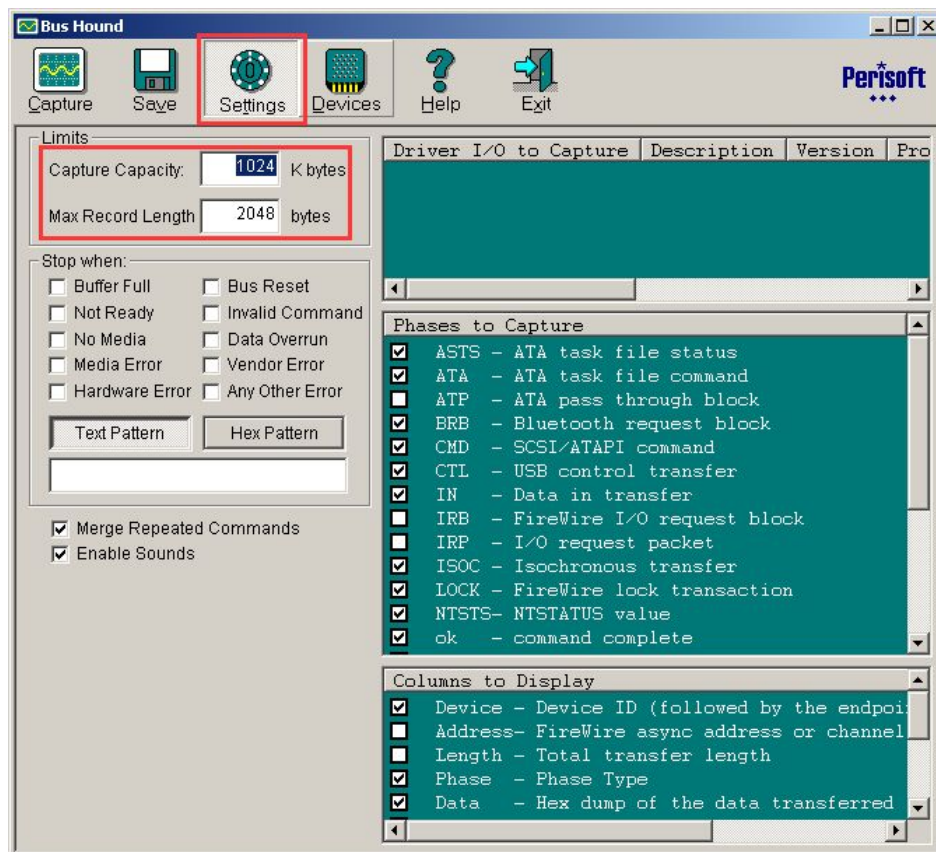 Bus Hound
Capture Save Settings Devices Help Exit
Perisoft
Limits
Capture Capacity: 1024 K bytes
Max Record Length 2048 bytes
Stop when:
Buffer Full Bus Reset
Not Ready Invalid Command
No Media Data Overrun
Media Error Vendor Error
Hardware Error Any Other Error
Text Pattern Hex Pattern
Merge Repeated Commands
Enable Sounds
Driver I/O to Capture Description Version Pro
Phases to Capture
ASTS - ATA task file status
ATA - ATA task file command
ATP - ATA pass through block
BRB - Bluetooth request block
CMD - SCSI/ATAPI command
CTL - USB control transfer
IN - Data in transfer
IRB - FireWire I/O request block
IRP - I/O request packet
ISOC - Isochronous transfer
LOCK - FireWire lock transaction
NTSTS- NTSTATUS value
ok - command complete
Columns to Display
Device - Device ID (followed by the endpoi
Address- FireWire async address or channel
Length - Total transfer length
Phase - Phase Type
Data - Hex dump of the data transferred